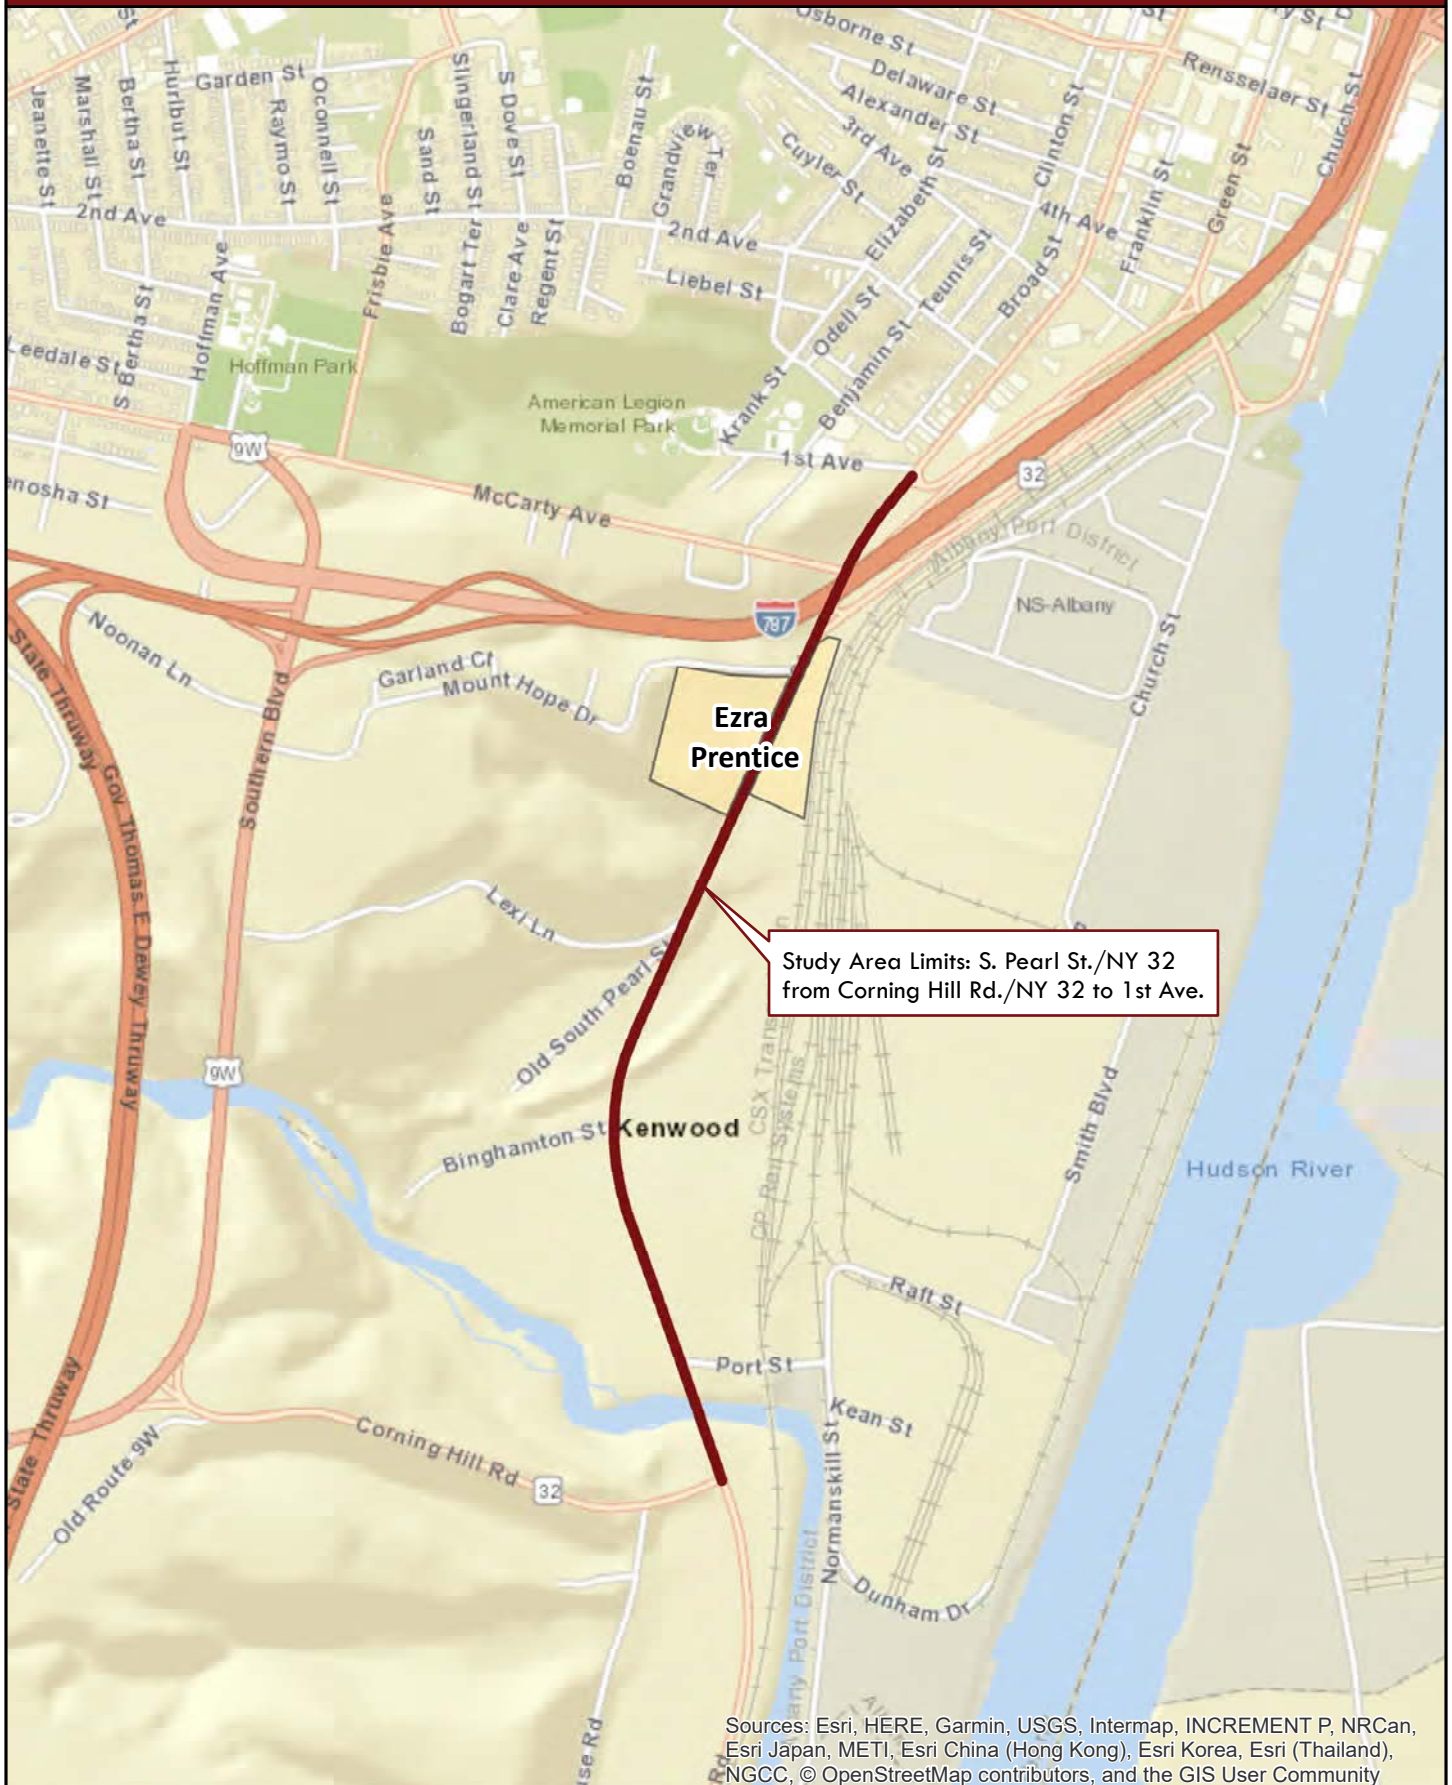 Osborne St
Delaware St
Alexander St
3rd Ave
Cuyler St
Elizabeth St
Clinton St
Rensselaer St
Church St
4th Ave
Franklin St
Green St
Jeanette St
Marshall St
Bertha St
Hurlbut St
Garden St
Raymo St
Oconnell St
Slingerland St
S Dove St
Sand St
Boenau St
Grandview Ter
2nd Ave
2nd Ave
Frisbie Ave
Bogart Ter
Clare Ave
Regent St
Liebel St
Odell St
Teunis St
Broad St
Benjamin St
Krank St
Leedale St
S Bertha St
Hoffman Ave
Hoffman Park
American Legion
Memorial Park
1st Ave
9W
32
McCarty Ave
Albany Port District
NS-Albany
Church St
787
Noonan Ln
Garland Ct
Mount Hope Dr
Southern Blvd
State Thruway
Gov Thomas E Dewey Thruway
Ezra
Prentice
Lexi Ln
Old South Pearl St
Study Area Limits: S. Pearl St./NY 32
from Corning Hill Rd./NY 32 to 1st Ave.
9W
Binghamton St
Kenwood
CSX Trans
CP Rail Systems
Smith Blvd
Hudson River
Raft St
Port St
Kean St
Normanskill St
State Thruway
Old Route 9W
Corning Hill Rd
32
Dunham Dr
Port District
Rd
Rd
Sources: Esri, HERE, Garmin, USGS, Intermap, INCREMENT P, NRCan,
Esri Japan, METI, Esri China (Hong Kong), Esri Korea, Esri (Thailand),
NGCC, © OpenStreetMap contributors, and the GIS User Community